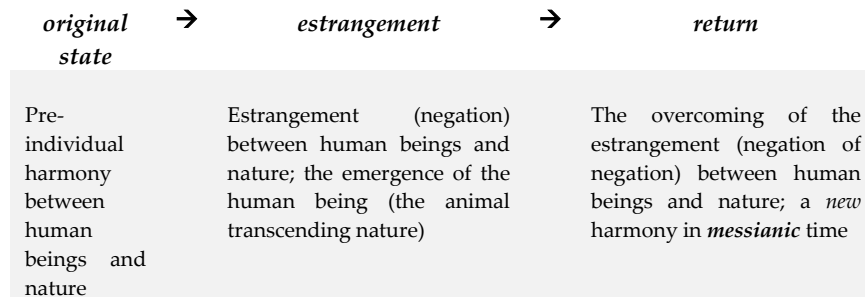 original → estrangement → return
state
Pre-
individual
harmony
between
human
beings and
nature
Estrangement (negation)
between human beings and
nature; the emergence of the
human being (the animal
transcending nature)
The overcoming of the
estrangement (negation of
negation) between human
beings and nature; a new
harmony in messianic time